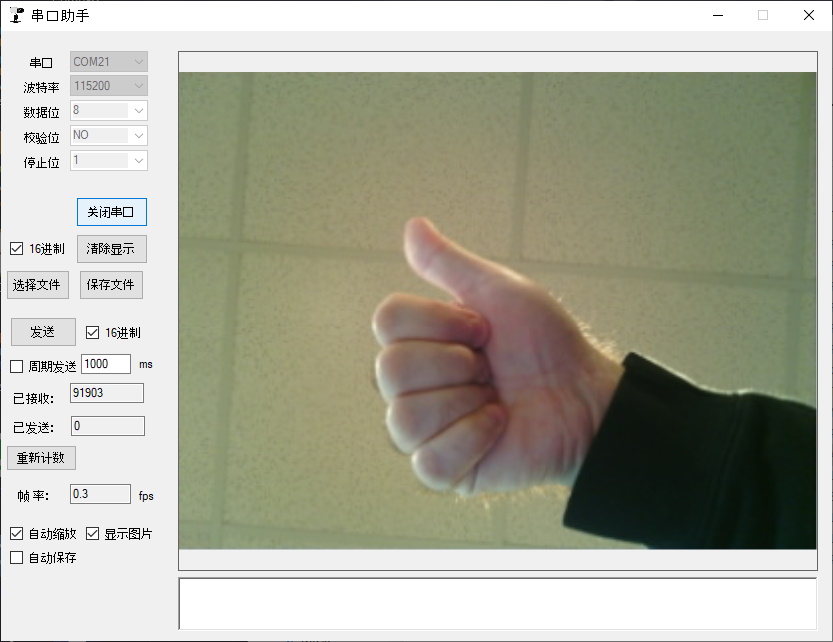 串口助手
串口 COM21
波特率 115200
数据位 8
校验位 NO
停止位 1
关闭串口
16进制 清除显示
选择文件 保存文件
发送 16进制
周期发送 1000 ms
已接收: 91903
已发送: 0
重新计数
帧 率: 0.3 fps
自动缩放 显示图片
自动保存